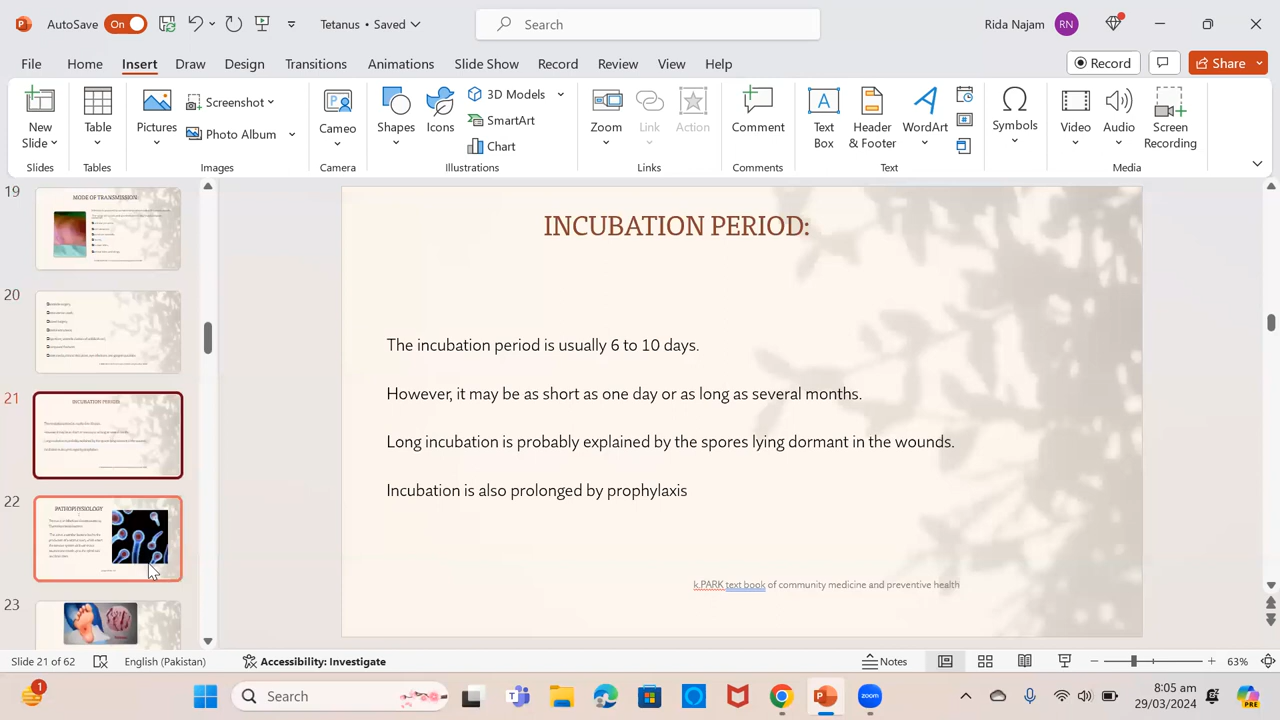 AutoSave On Tetanus • Saved Search Rida Najam RN
File Home Insert Draw Design Transitions Animations Slide Show Record Review View Help Record Share
New Slide Table Pictures Screenshot Photo Album Cameo Shapes Icons 3D Models SmartArt Chart Zoom Link Action Comment Text Box Header & Footer WordArt Symbols Video Audio Screen Recording
Slides Tables Images Camera Illustrations Links Comments Text Media
19
MODE OF TRANSMISSION:
20
21
INCUBATION PERIOD:
22
PATHOPHYSIOLOGY
23
INCUBATION PERIOD:
The incubation period is usually 6 to 10 days.
However, it may be as short as one day or as long as several months.
Long incubation is probably explained by the spores lying dormant in the wounds.
Incubation is also prolonged by prophylaxis
k.PARK text book of community medicine and preventive health
Slide 21 of 62 English (Pakistan) Accessibility: Investigate Notes 63%
1 Search zoom PRE
8:05 am
29/03/2024